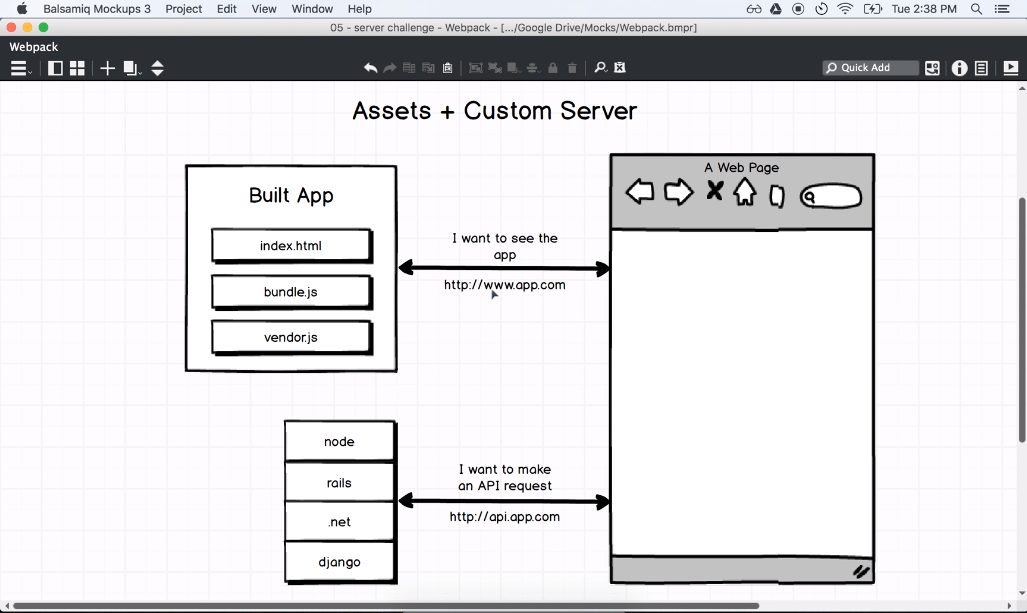 Balsamiq Mockups 3 Project Edit View Window Help Tue 2:38 PM
05 - server challenge - Webpack - [.../Google Drive/Mocks/Webpack.bmpr]
Webpack
Quick Add
Assets + Custom Server
Built App
index.html
bundle.js
vendor.js
I want to see the
app
http://www.app.com
A Web Page
node
rails
.net
django
I want to make
an API request
http://api.app.com